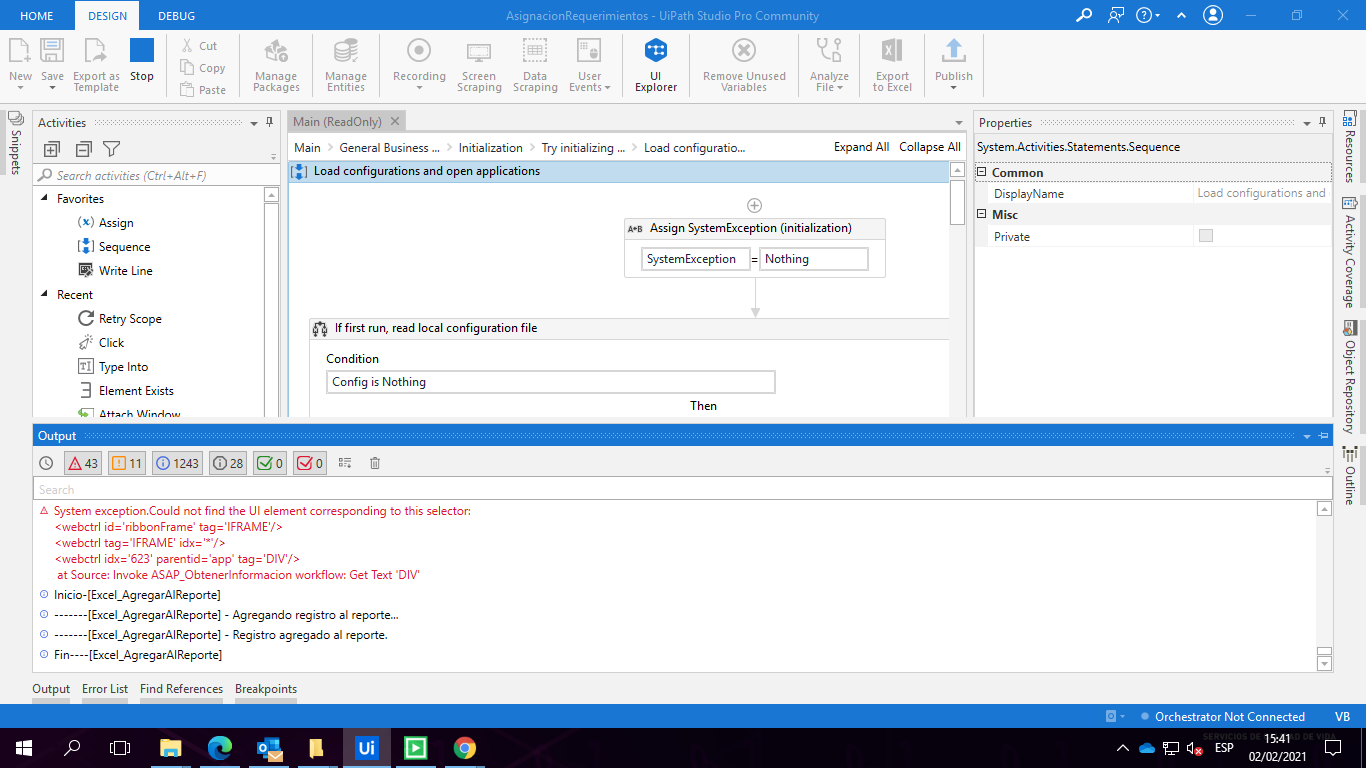 HOME
DESIGN
DEBUG
AsignacionRequerimientos - UiPath Studio Pro Community
New
Save
Export as Template
Stop
Cut
Copy
Paste
Manage Packages
Manage Entities
Recording
Screen Scraping
Data Scraping
User Events
UI Explorer
Remove Unused Variables
Analyze File
Export to Excel
Publish
Snippets
Activities
Search activities (Ctrl+Alt+F)
Favorites
Assign
Sequence
Write Line
Recent
Retry Scope
Click
Type Into
Element Exists
Attach Window
Main (ReadOnly)
Main
General Business ...
Initialization
Try initializing ...
Load configuratio...
Expand All
Collapse All
Load configurations and open applications
A*B Assign SystemException (initialization)
SystemException = Nothing
If first run, read local configuration file
Condition
Config is Nothing
Then
Properties
System.Activities.Statements.Sequence
Common
DisplayName Load configurations and
Misc
Private
Resources
Activity Coverage
Object Repository
Outline
Output
43
11
1243
28
0
0
Search
System exception.Could not find the UI element corresponding to this selector:
<webctrl id='ribbonFrame' tag='IFRAME'/>
<webctrl tag='IFRAME' idx='*'/>
<webctrl idx='623' parentid='app' tag='DIV'/>
at Source: Invoke ASAP_ObtenerInformacion workflow: Get Text 'DIV'
Inicio-[Excel_AgregarAlReporte]
-------[Excel_AgregarAlReporte] - Agregando registro al reporte...
-------[Excel_AgregarAlReporte] - Registro agregado al reporte.
Fin----[Excel_AgregarAlReporte]
Output
Error List
Find References
Breakpoints
Orchestrator Not Connected
VB
Ui
ESP
15:41
02/02/2021